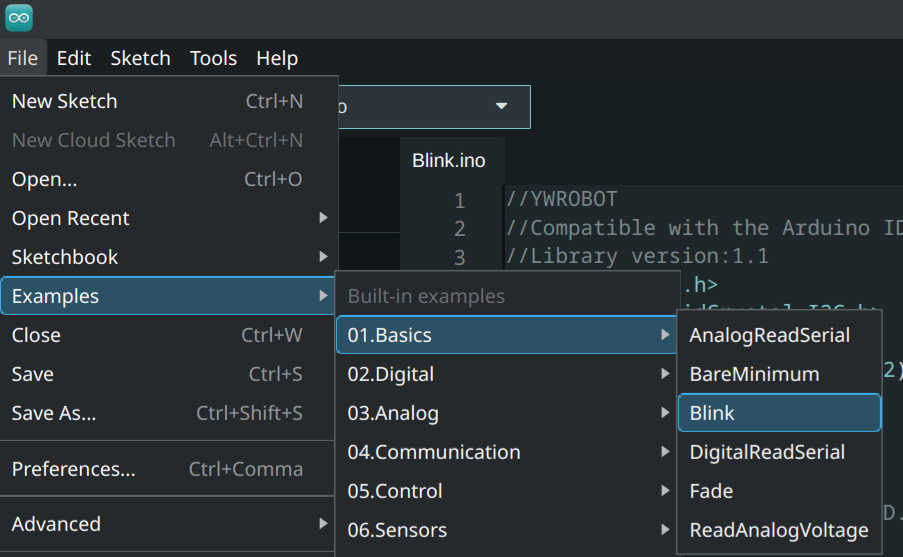 File Edit Sketch Tools Help
New Sketch Ctrl+N
New Cloud Sketch Alt+Ctrl+N
Open... Ctrl+O
Open Recent
Sketchbook
Examples
Close Ctrl+W
Save Ctrl+S
Save As... Ctrl+Shift+S
Preferences... Ctrl+Comma
Advanced
Built-in examples
01.Basics
02.Digital
03.Analog
04.Communication
05.Control
06.Sensors
AnalogReadSerial
BareMinimum
Blink
DigitalReadSerial
Fade
ReadAnalogVoltage
o
Blink.ino
1 //YWROBOT
2 //Compatible with the Arduino ID
3 //Library version:1.1
.h>
2)
D.